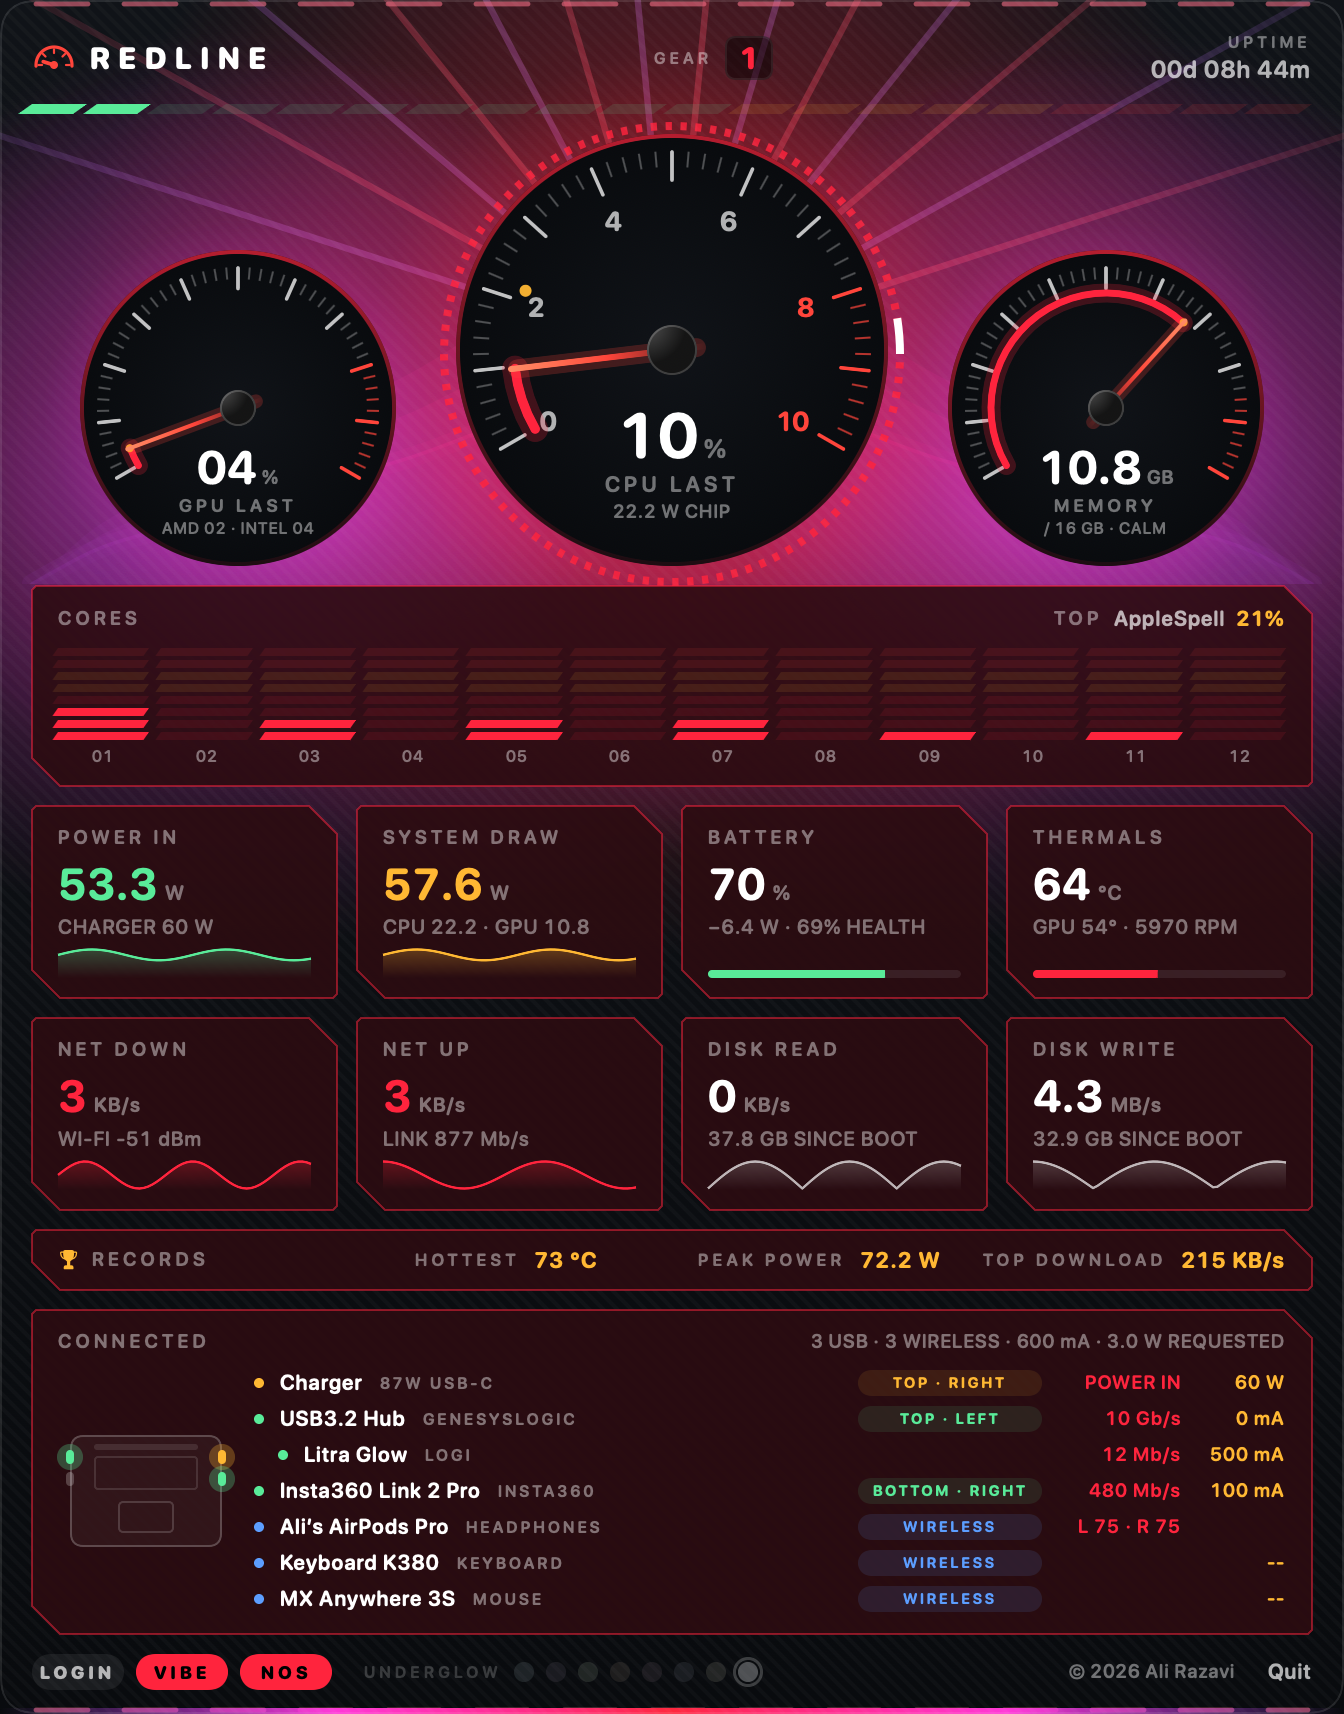 REDLINE
GEAR 1
UPTIME
00d 08h 44m
4 6
2 8
0 10
10 %
CPU LAST
22.2 W CHIP
04 %
GPU LAST
AMD 02 · INTEL 04
10.8 GB
MEMORY
/ 16 GB · CALM
CORES TOP AppleSpell 21%
01 02 03 04 05 06 07 08 09 10 11 12
POWER IN
53.3 W
CHARGER 60 W
SYSTEM DRAW
57.6 W
CPU 22.2 · GPU 10.8
BATTERY
70 %
−6.4 W · 69% HEALTH
THERMALS
64 °C
GPU 54° · 5970 RPM
NET DOWN
3 KB/s
WI-FI -51 dBm
NET UP
3 KB/s
LINK 877 Mb/s
DISK READ
0 KB/s
37.8 GB SINCE BOOT
DISK WRITE
4.3 MB/s
32.9 GB SINCE BOOT
RECORDS HOTTEST 73 °C PEAK POWER 72.2 W TOP DOWNLOAD 215 KB/s
CONNECTED 3 USB · 3 WIRELESS · 600 mA · 3.0 W REQUESTED
Charger 87W USB-C TOP · RIGHT POWER IN 60 W
USB3.2 Hub GENESYSLOGIC TOP · LEFT 10 Gb/s 0 mA
Litra Glow LOGI 12 Mb/s 500 mA
Insta360 Link 2 Pro INSTA360 BOTTOM · RIGHT 480 Mb/s 100 mA
Ali's AirPods Pro HEADPHONES WIRELESS L 75 · R 75
Keyboard K380 KEYBOARD WIRELESS --
MX Anywhere 3S MOUSE WIRELESS --
LOGIN VIBE NOS UNDERGLOW © 2026 Ali Razavi Quit